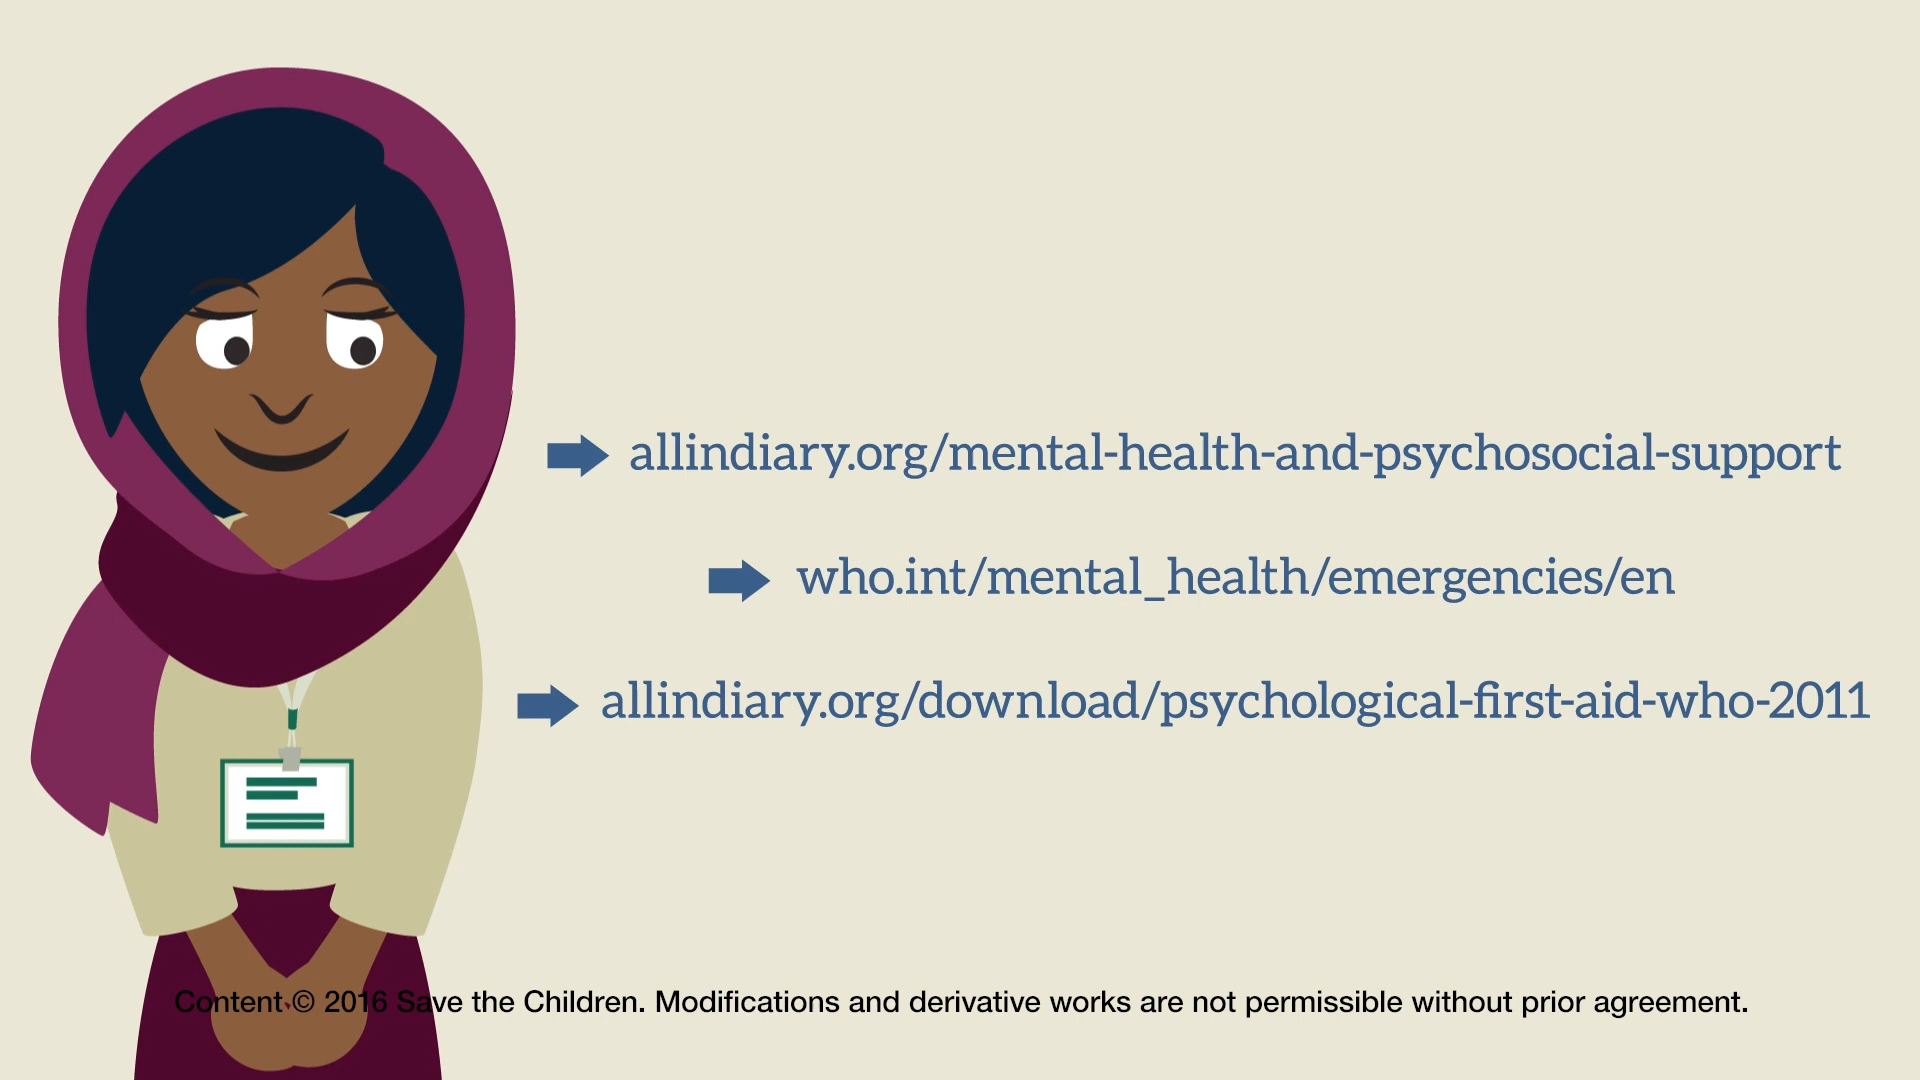 allindiary.org/mental-health-and-psychosocial-support
who.int/mental_health/emergencies/en
allindiary.org/download/psychological-first-aid-who-2011
Content © 2016 Save the Children. Modifications and derivative works are not permissible without prior agreement.